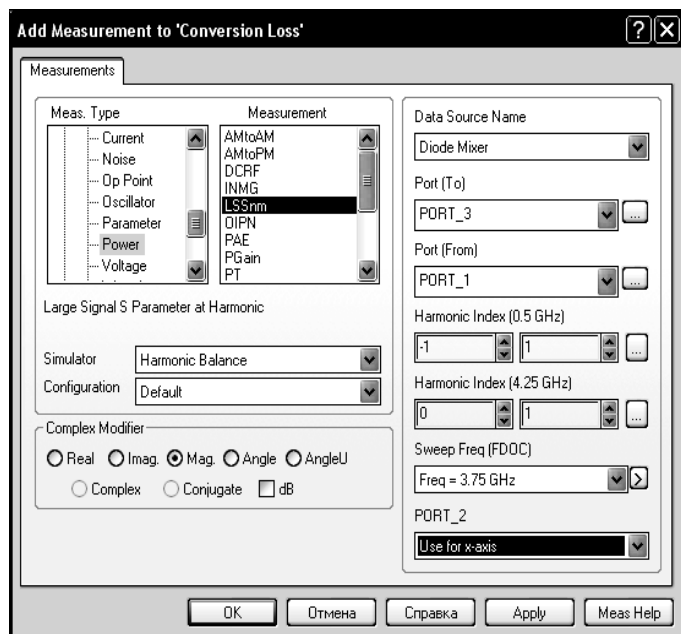 Add Measurement to 'Conversion Loss'
Measurements
Meas. Type
Measurement
Current
Noise
Op Point
Oscillator
Parameter
Power
Voltage
AMtoAM
AMtoPM
DCRF
INMG
LSSnm
OIPN
PAE
PGain
PT
Large Signal S Parameter at Harmonic
Simulator
Harmonic Balance
Configuration
Default
Complex Modifier
Real Imag. Mag. Angle AngleU
Complex Conjugate dB
Data Source Name
Diode Mixer
Port (To)
PORT_3
...
Port (From)
PORT_1
...
Harmonic Index (0.5 GHz)
-1 1 ...
Harmonic Index (4.25 GHz)
0 1 ...
Sweep Freq (FDOC)
Freq = 3.75 GHz
PORT_2
Use for x-axis
OK Отмена Справка Apply Meas Help